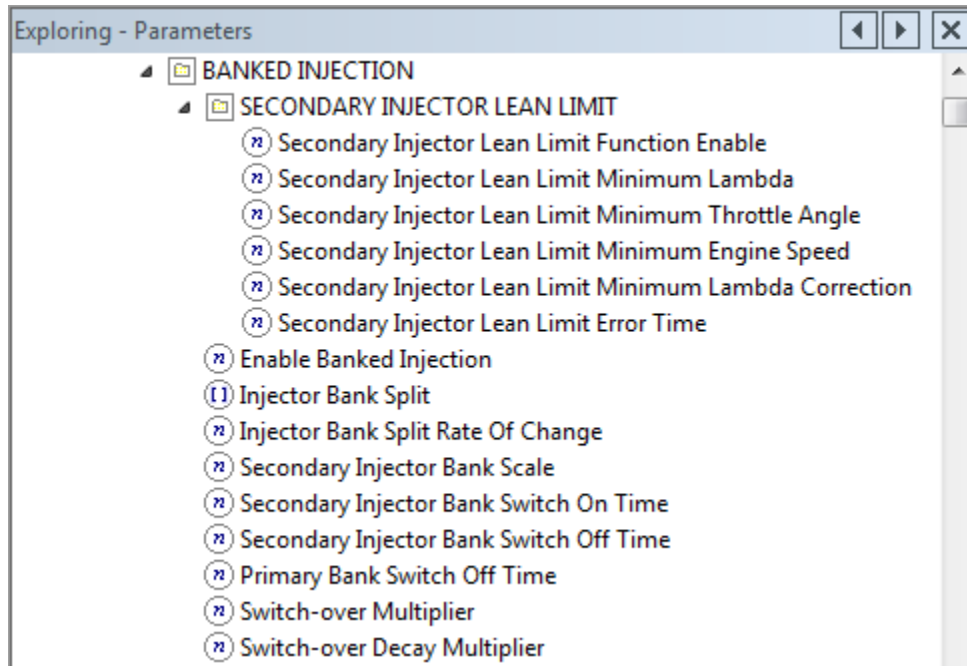 Exploring - Parameters
BANKED INJECTION
SECONDARY INJECTOR LEAN LIMIT
n Secondary Injector Lean Limit Function Enable
n Secondary Injector Lean Limit Minimum Lambda
n Secondary Injector Lean Limit Minimum Throttle Angle
n Secondary Injector Lean Limit Minimum Engine Speed
n Secondary Injector Lean Limit Minimum Lambda Correction
n Secondary Injector Lean Limit Error Time
n Enable Banked Injection
[] Injector Bank Split
n Injector Bank Split Rate Of Change
n Secondary Injector Bank Scale
n Secondary Injector Bank Switch On Time
n Secondary Injector Bank Switch Off Time
n Primary Bank Switch Off Time
n Switch-over Multiplier
n Switch-over Decay Multiplier